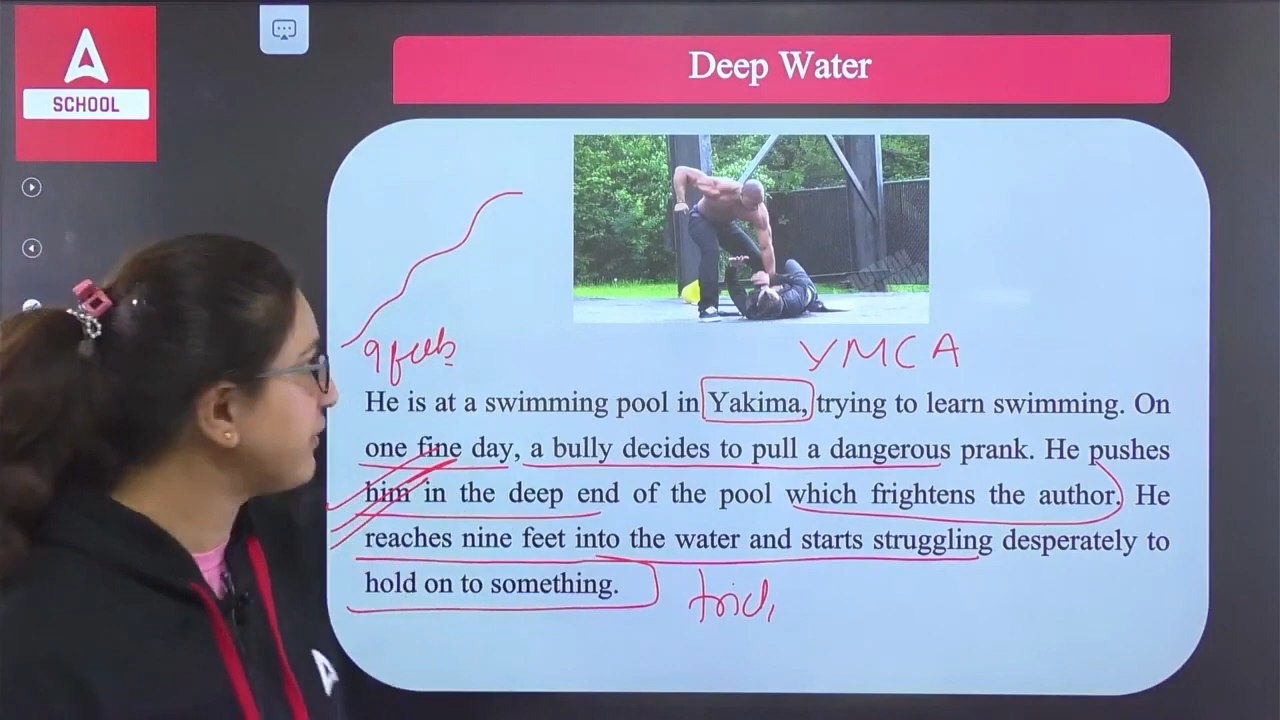 A
SCHOOL
Deep Water
9 feet
YMCA
He is at a swimming pool in Yakima, trying to learn swimming. On
one fine day, a bully decides to pull a dangerous prank. He pushes
him in the deep end of the pool which frightens the author. He
reaches nine feet into the water and starts struggling desperately to
hold on to something.